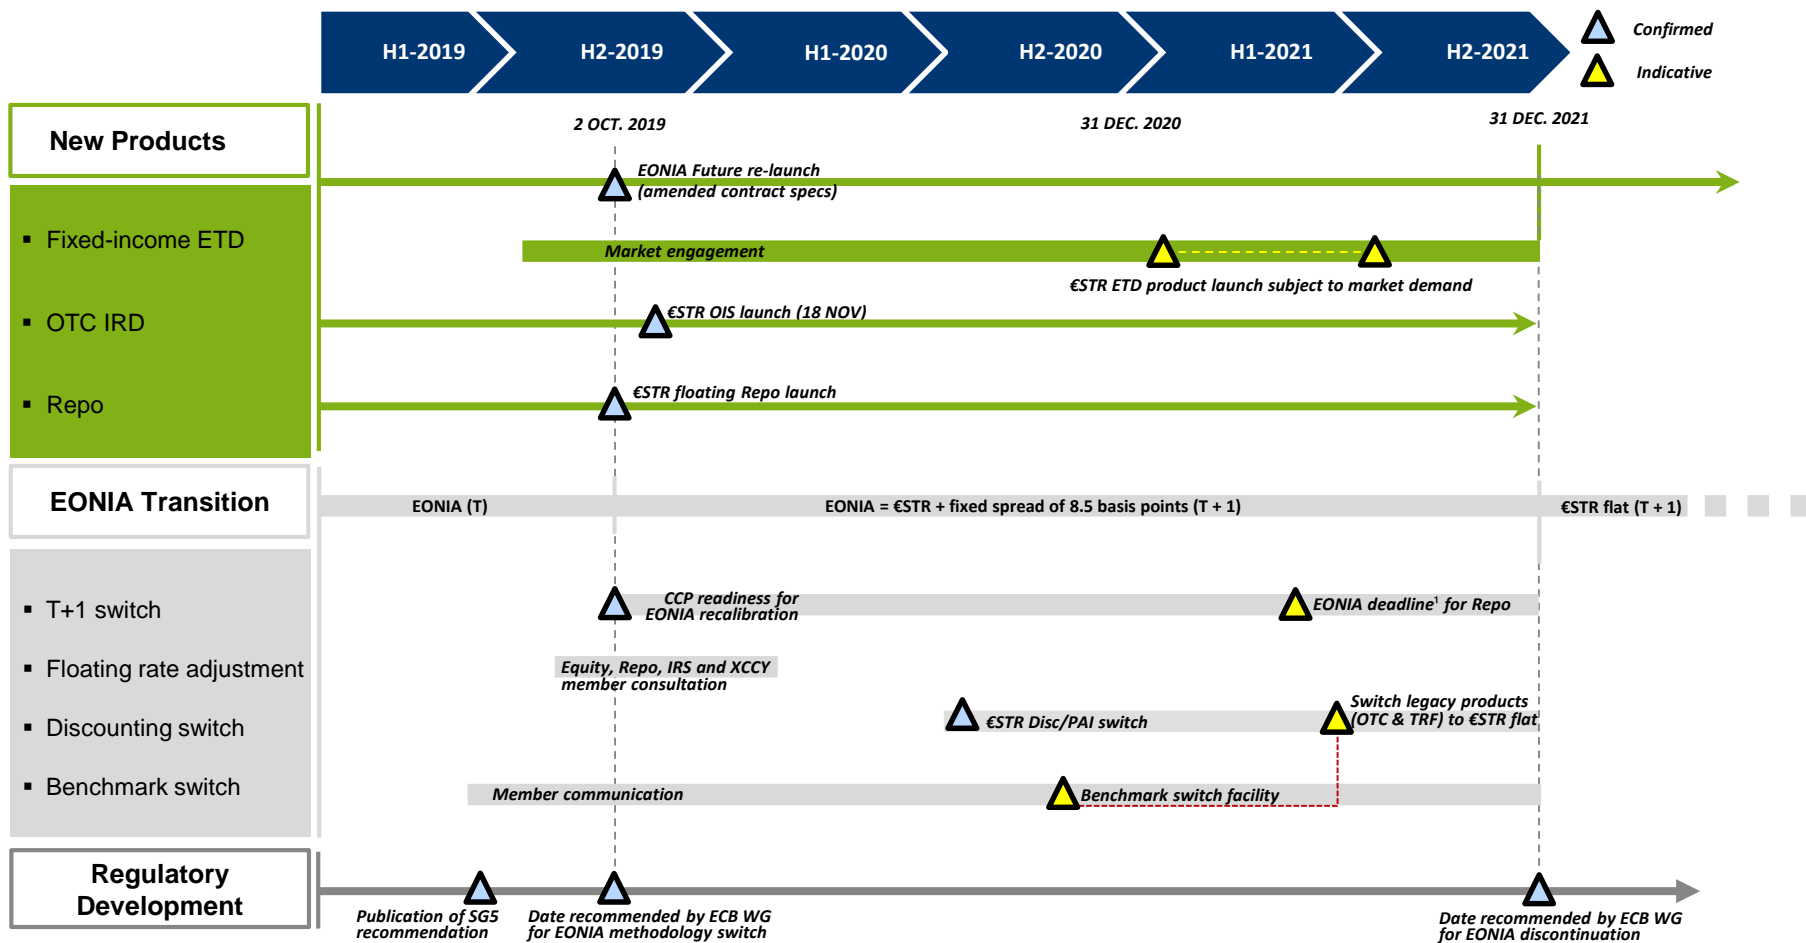 H1-2019
H2-2019
H1-2020
H2-2020
H1-2021
H2-2021
Confirmed
Indicative
2 OCT. 2019
31 DEC. 2020
31 DEC. 2021
New Products
EONIA Future re-launch
(amended contract specs)
▪ Fixed-income ETD
Market engagement
€STR ETD product launch subject to market demand
▪ OTC IRD
€STR OIS launch (18 NOV)
▪ Repo
€STR floating Repo launch
EONIA Transition
EONIA (T)
EONIA = €STR + fixed spread of 8.5 basis points (T + 1)
€STR flat (T + 1)
▪ T+1 switch
CCP readiness for
EONIA recalibration
EONIA deadline¹ for Repo
▪ Floating rate adjustment
Equity, Repo, IRS and XCCY
member consultation
▪ Discounting switch
€STR Disc/PAI switch
Switch legacy products
(OTC & TRF) to €STR flat
▪ Benchmark switch
Member communication
Benchmark switch facility
Regulatory
Development
Publication of SG5
recommendation
Date recommended by ECB WG
for EONIA methodology switch
Date recommended by ECB WG
for EONIA discontinuation